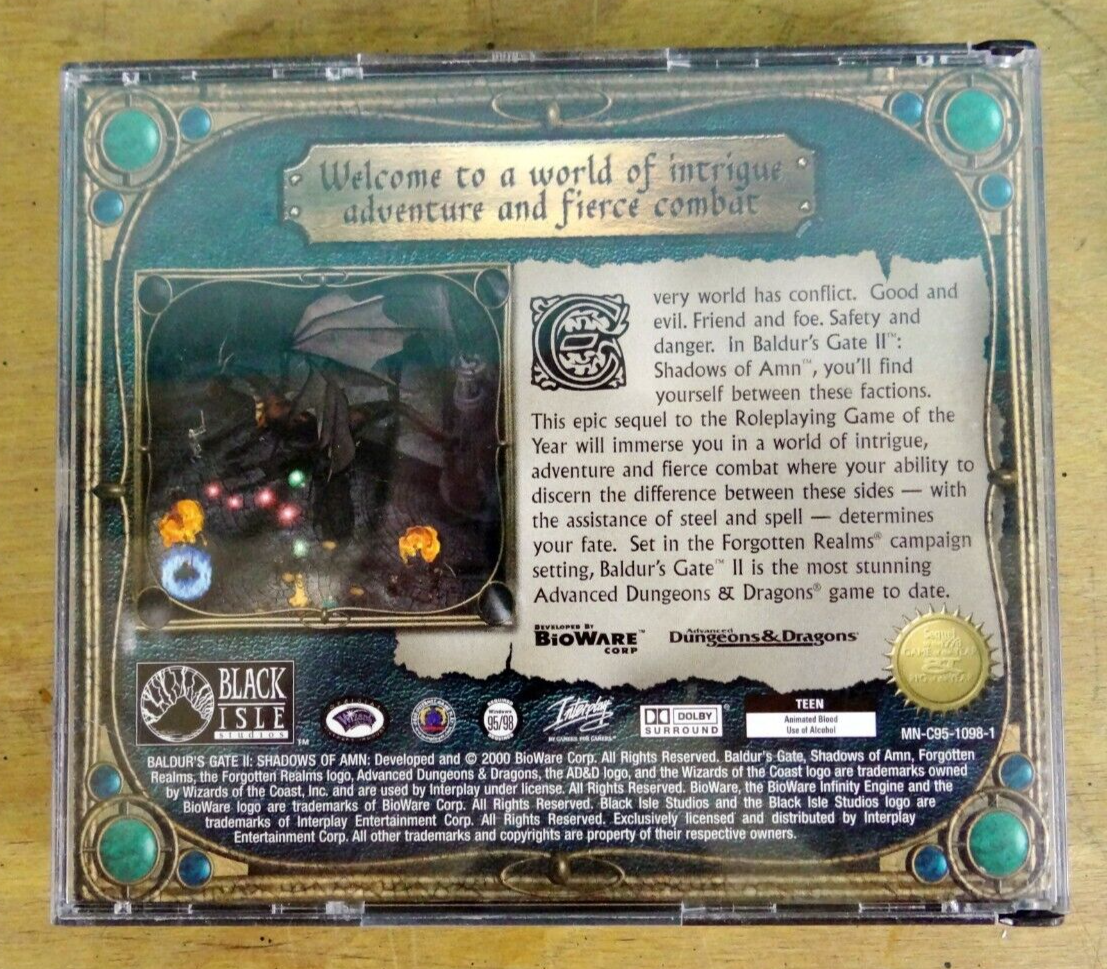 Welcome to a world of intrigue
adventure and fierce combat
Every world has conflict. Good and
evil. Friend and foe. Safety and
danger. in Baldur's Gate II™:
Shadows of Amn™, you'll find
yourself between these factions.
This epic sequel to the Roleplaying Game of the
Year will immerse you in a world of intrigue,
adventure and fierce combat where your ability to
discern the difference between these sides — with
the assistance of steel and spell — determines
your fate. Set in the Forgotten Realms® campaign
setting, Baldur's Gate™ II is the most stunning
Advanced Dungeons & Dragons® game to date.
DEVELOPED BY
BIOWARE™
CORP
Advanced
Dungeons&Dragons®
GAME of the YEAR
BLACK
ISLE
studios™
Wizards
Windows
95/98
Interplay
BY GAMERS. FOR GAMERS.™
DOLBY
SURROUND
TEEN
Animated Blood
Use of Alcohol
MN-C95-1098-1
BALDUR'S GATE II: SHADOWS OF AMN: Developed and © 2000 BioWare Corp. All Rights Reserved. Baldur's Gate, Shadows of Amn, Forgotten
Realms, the Forgotten Realms logo, Advanced Dungeons & Dragons, the AD&D logo, and the Wizards of the Coast logo are trademarks owned
by Wizards of the Coast, Inc. and are used by Interplay under license. All Rights Reserved. BioWare, the BioWare Infinity Engine and the
BioWare logo are trademarks of BioWare Corp. All Rights Reserved. Black Isle Studios and the Black Isle Studios logo are
trademarks of Interplay Entertainment Corp. All Rights Reserved. Exclusively licensed and distributed by Interplay
Entertainment Corp. All other trademarks and copyrights are property of their respective owners.